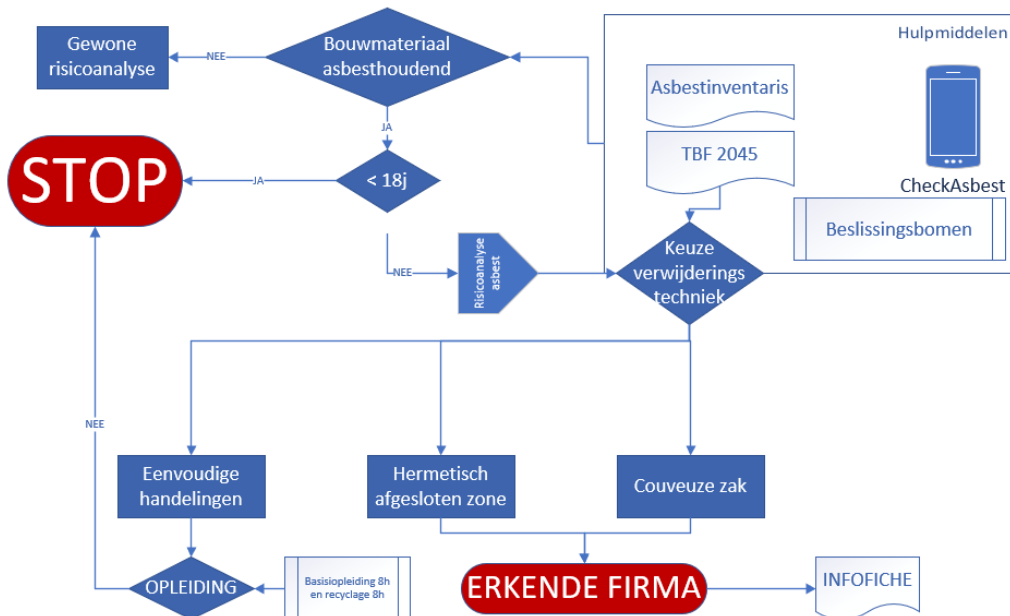 Gewone
risicoanalyse
NEE
Bouwmateriaal
asbesthoudend
Hulpmiddelen
Asbestinventaris
TBF 2045
CheckAsbest
Beslissingsbomen
JA
STOP
JA
< 18j
NEE
Risicoanalyse
asbest
Keuze
verwijderings
techniek
NEE
Eenvoudige
handelingen
Hermetisch
afgesloten zone
Couveuze zak
OPLEIDING
Basisiopleiding 8h
en recyclage 8h
ERKENDE FIRMA
INFOFICHE